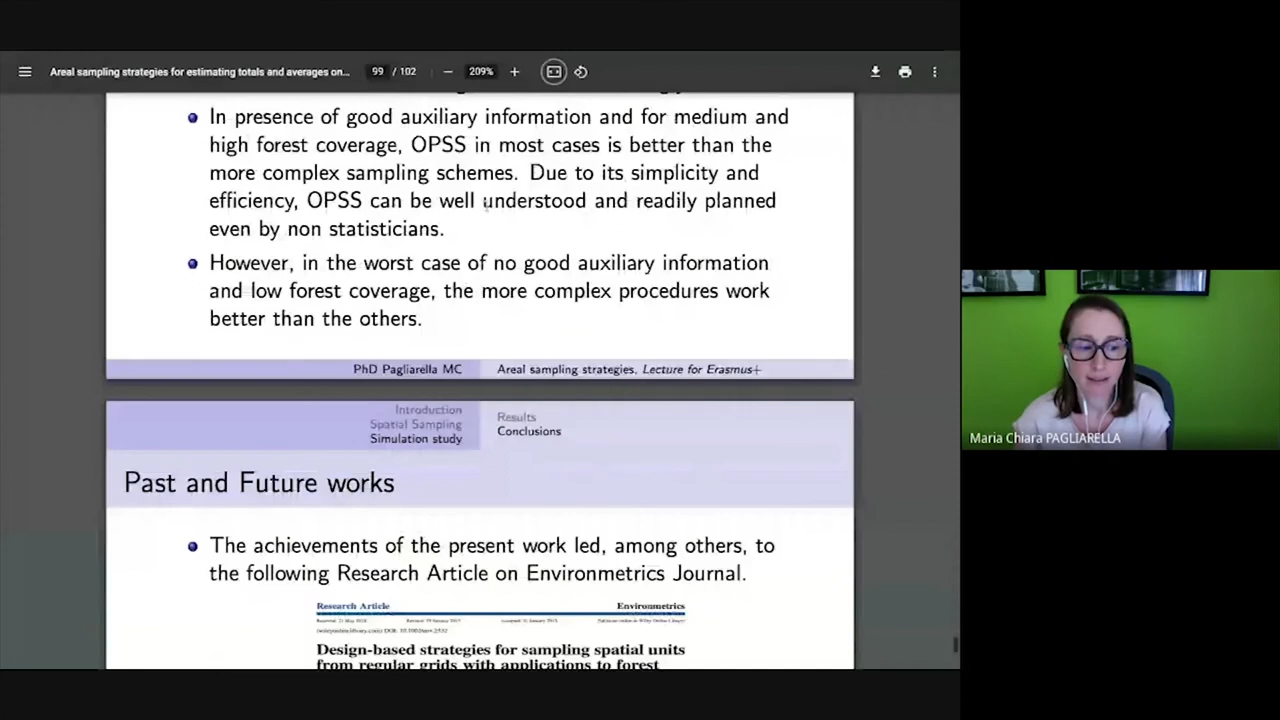 Areal sampling strategies for estimating totals and averages on...
99 / 102
209%
In presence of good auxiliary information and for medium and
high forest coverage, OPSS in most cases is better than the
more complex sampling schemes. Due to its simplicity and
efficiency, OPSS can be well understood and readily planned
even by non statisticians.
However, in the worst case of no good auxiliary information
and low forest coverage, the more complex procedures work
better than the others.
PhD Pagliarella MC
Areal sampling strategies. Lecture for Erasmus+
Introduction
Spatial Sampling
Simulation study
Results
Conclusions
Past and Future works
The achievements of the present work led, among others, to
the following Research Article on Environmetrics Journal.
Research Article
Environmetrics
Design-based strategies for sampling spatial units
from regular grids with applications to forest
Maria Chiara PAGLIARELLA